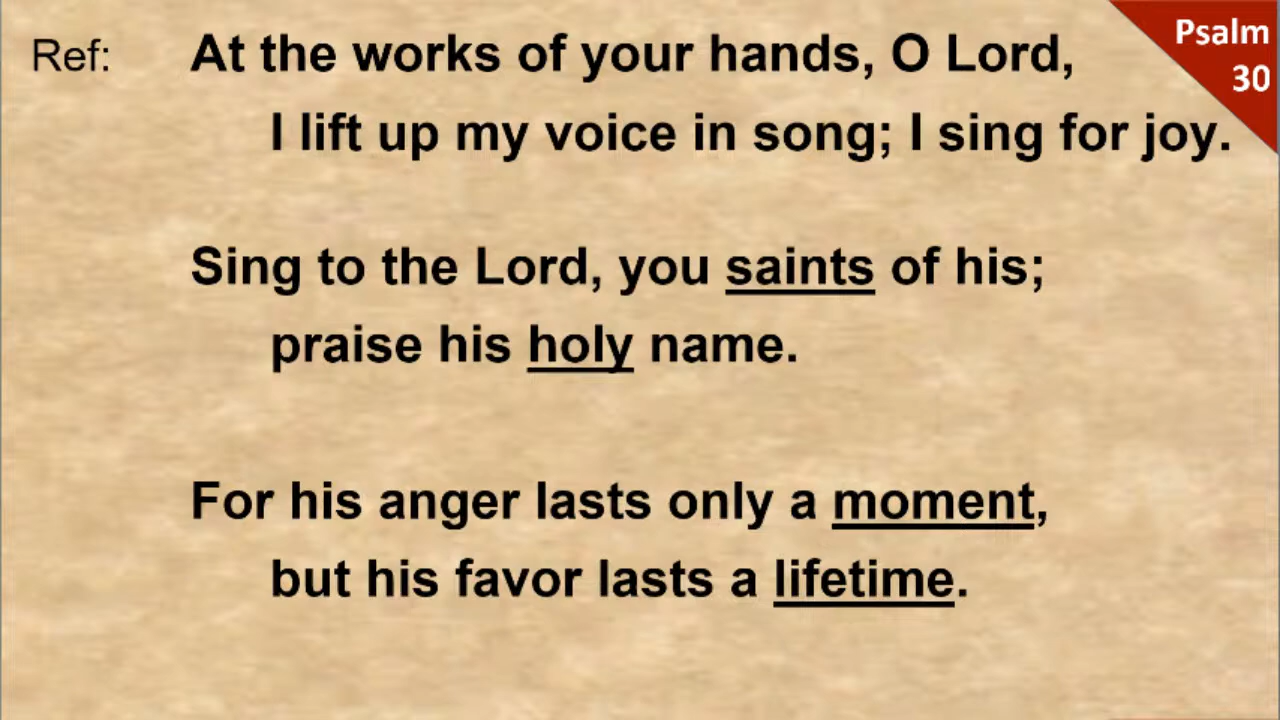 Psalm
30
Ref: At the works of your hands, O Lord,
I lift up my voice in song; I sing for joy.
Sing to the Lord, you saints of his;
praise his holy name.
For his anger lasts only a moment,
but his favor lasts a lifetime.